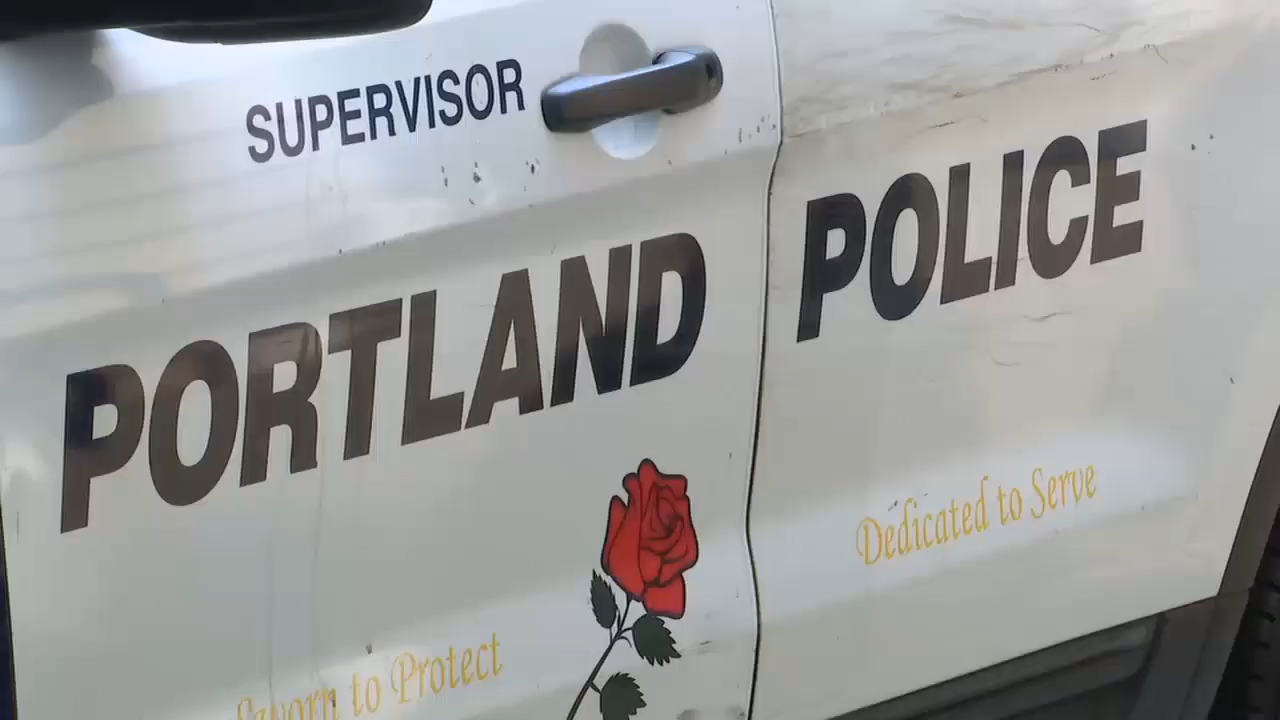 SUPERVISOR
PORTLAND POLICE
Sworn to Protect
Dedicated to Serve